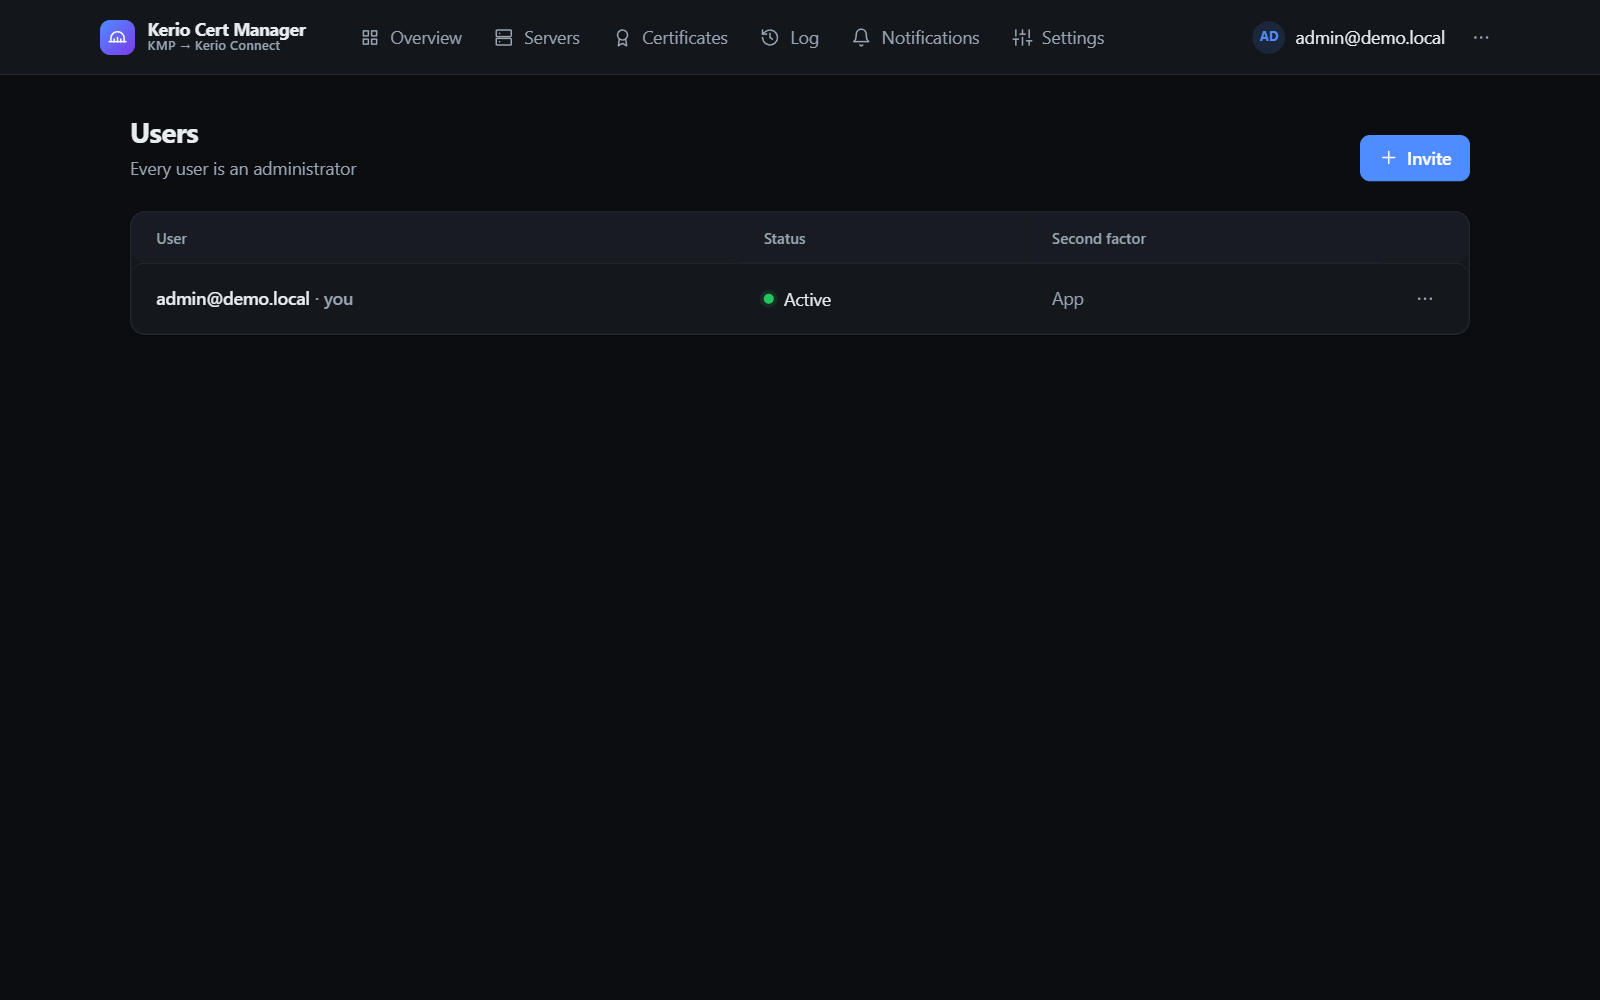 Kerio Cert Manager
KMP → Kerio Connect
Overview
Servers
Certificates
Log
Notifications
Settings
AD
admin@demo.local
Users
Every user is an administrator
Invite
User
Status
Second factor
admin@demo.local · you
Active
App